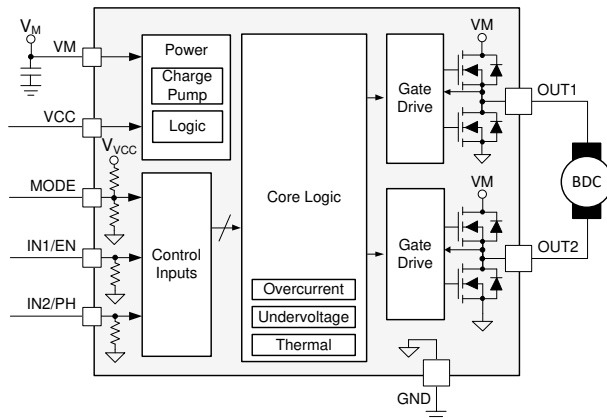 V_M
VM
Power
Charge
Pump
Logic
VCC
V_VCC
MODE
IN1/EN
IN2/PH
Control
Inputs
Core Logic
Overcurrent
Undervoltage
Thermal
VM
Gate
Drive
OUT1
BDC
VM
Gate
Drive
OUT2
GND